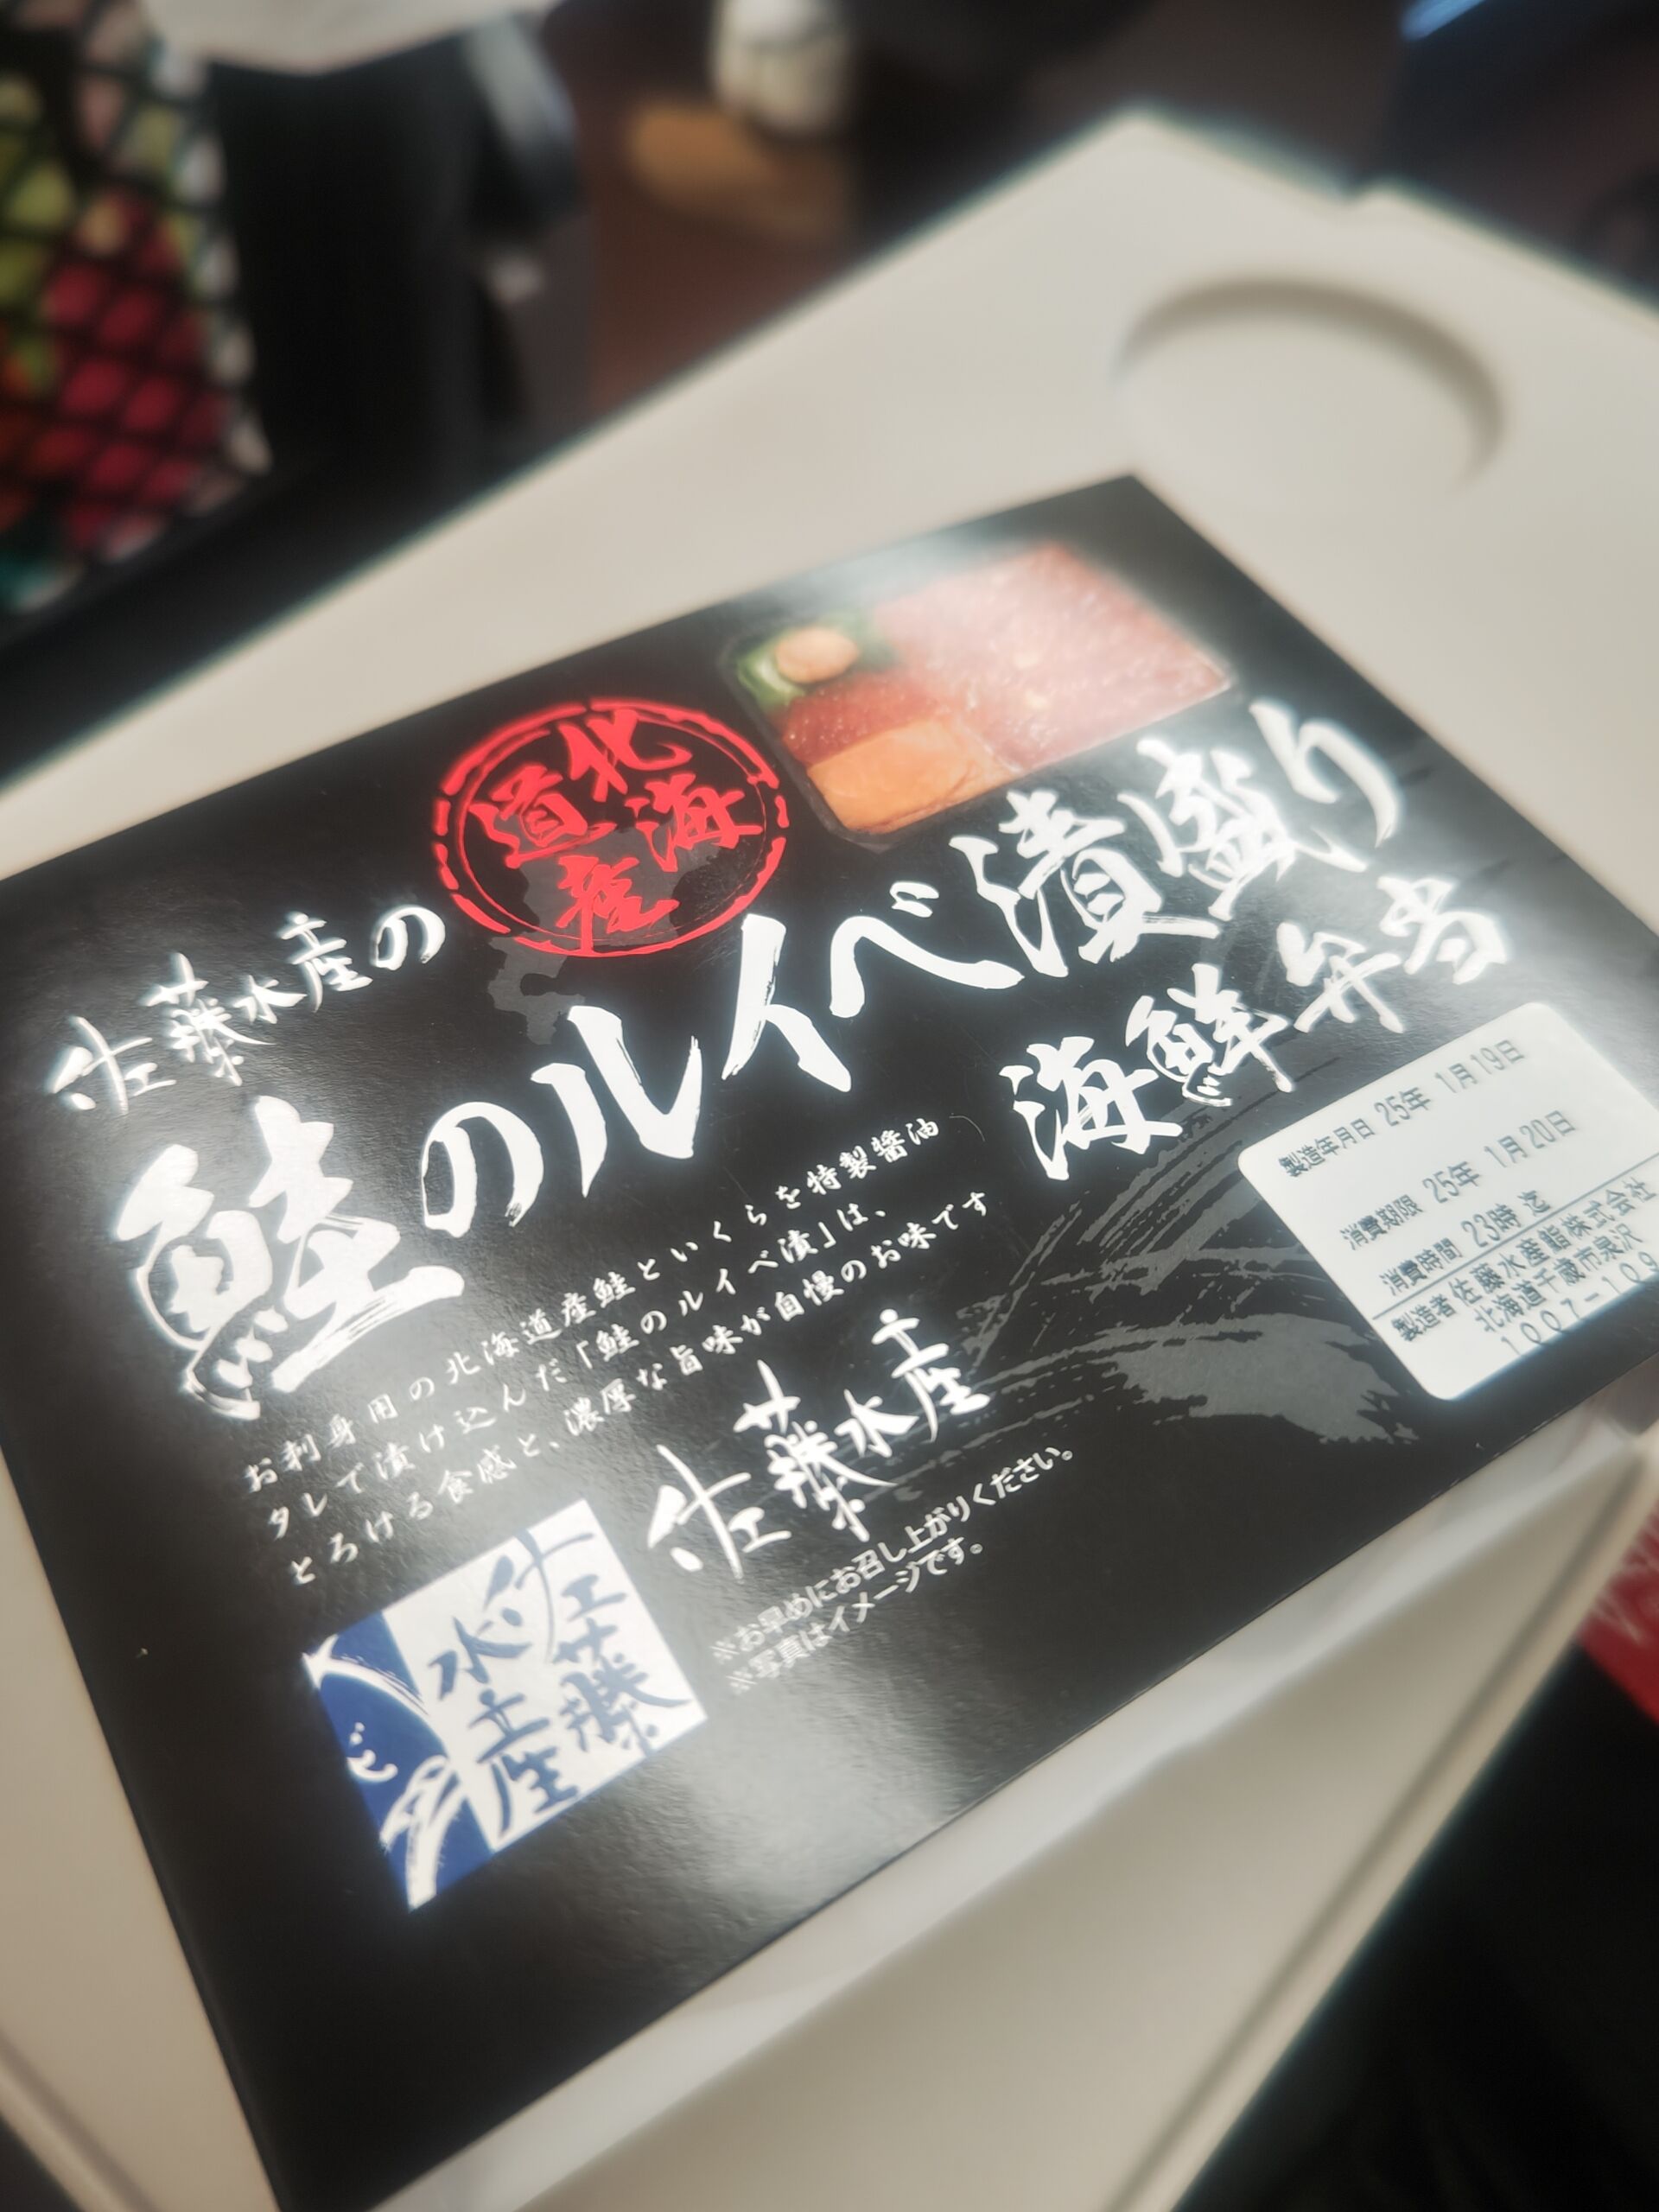 北海
道産
佐藤水産の
鮭のルイベ漬盛り
海鮮弁当
お刺身用の北海道産鮭といくらを特製醤油
タレで漬け込んだ「鮭のルイベ漬」は、
とろける食感と、濃厚な旨味が自慢のお味です
佐藤水産
※お早めにお召し上がりください。
※写真はイメージです。
佐藤
水産
製造年月日 25年 1月19日
消費期限 25年 1月20日
消費時間 23時 迄
製造者 佐藤水産鮨株式会社
北海道千歳市泉沢
1007-109